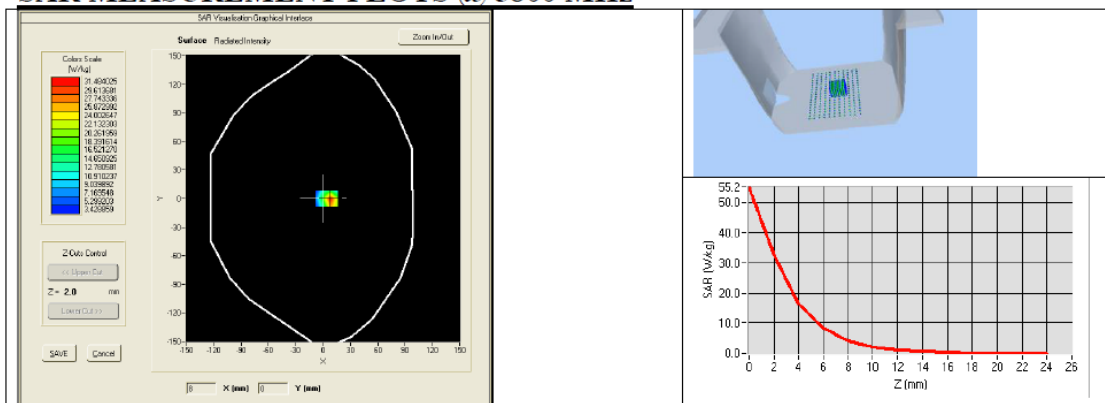 SAR MEASUREMENT PLOTS
SAR Visualisation Graphical Interface
Surface Radiated Intensity
Zoom In/Out
Colors Scale
(W/kg)
31.484025
29.613681
27.743336
25.872992
24.002647
22.132303
20.261959
18.391614
16.521270
14.650925
12.780581
10.910237
9.039892
7.169548
5.299203
3.428859
Z-Cuts Control
<< Upper Cut
Z = 2.0 mm
Lower Cut >>
SAVE Cancel
150-
120-
60-
30-
Y 0-
-30-
-60-
-90-
-120-
-150-
-150 -120 -90 -60 -30 0 30 60 90 120 150
X
8 X (mm) 0 Y (mm)
55.2-
50.0-
40.0-
30.0-
20.0-
10.0-
0.0-
SAR (W/kg)
0 2 4 6 8 10 12 14 16 18 20 22 24 26
Z (mm)